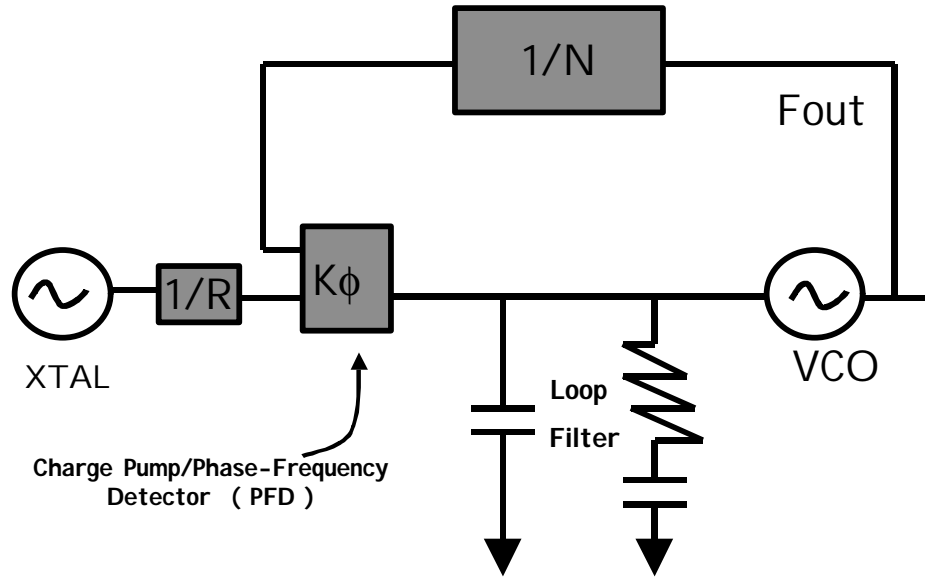 1/N
Fout
Kϕ
1/R
XTAL
VCO
Loop
Filter
Charge Pump/Phase-Frequency
Detector ( PFD )